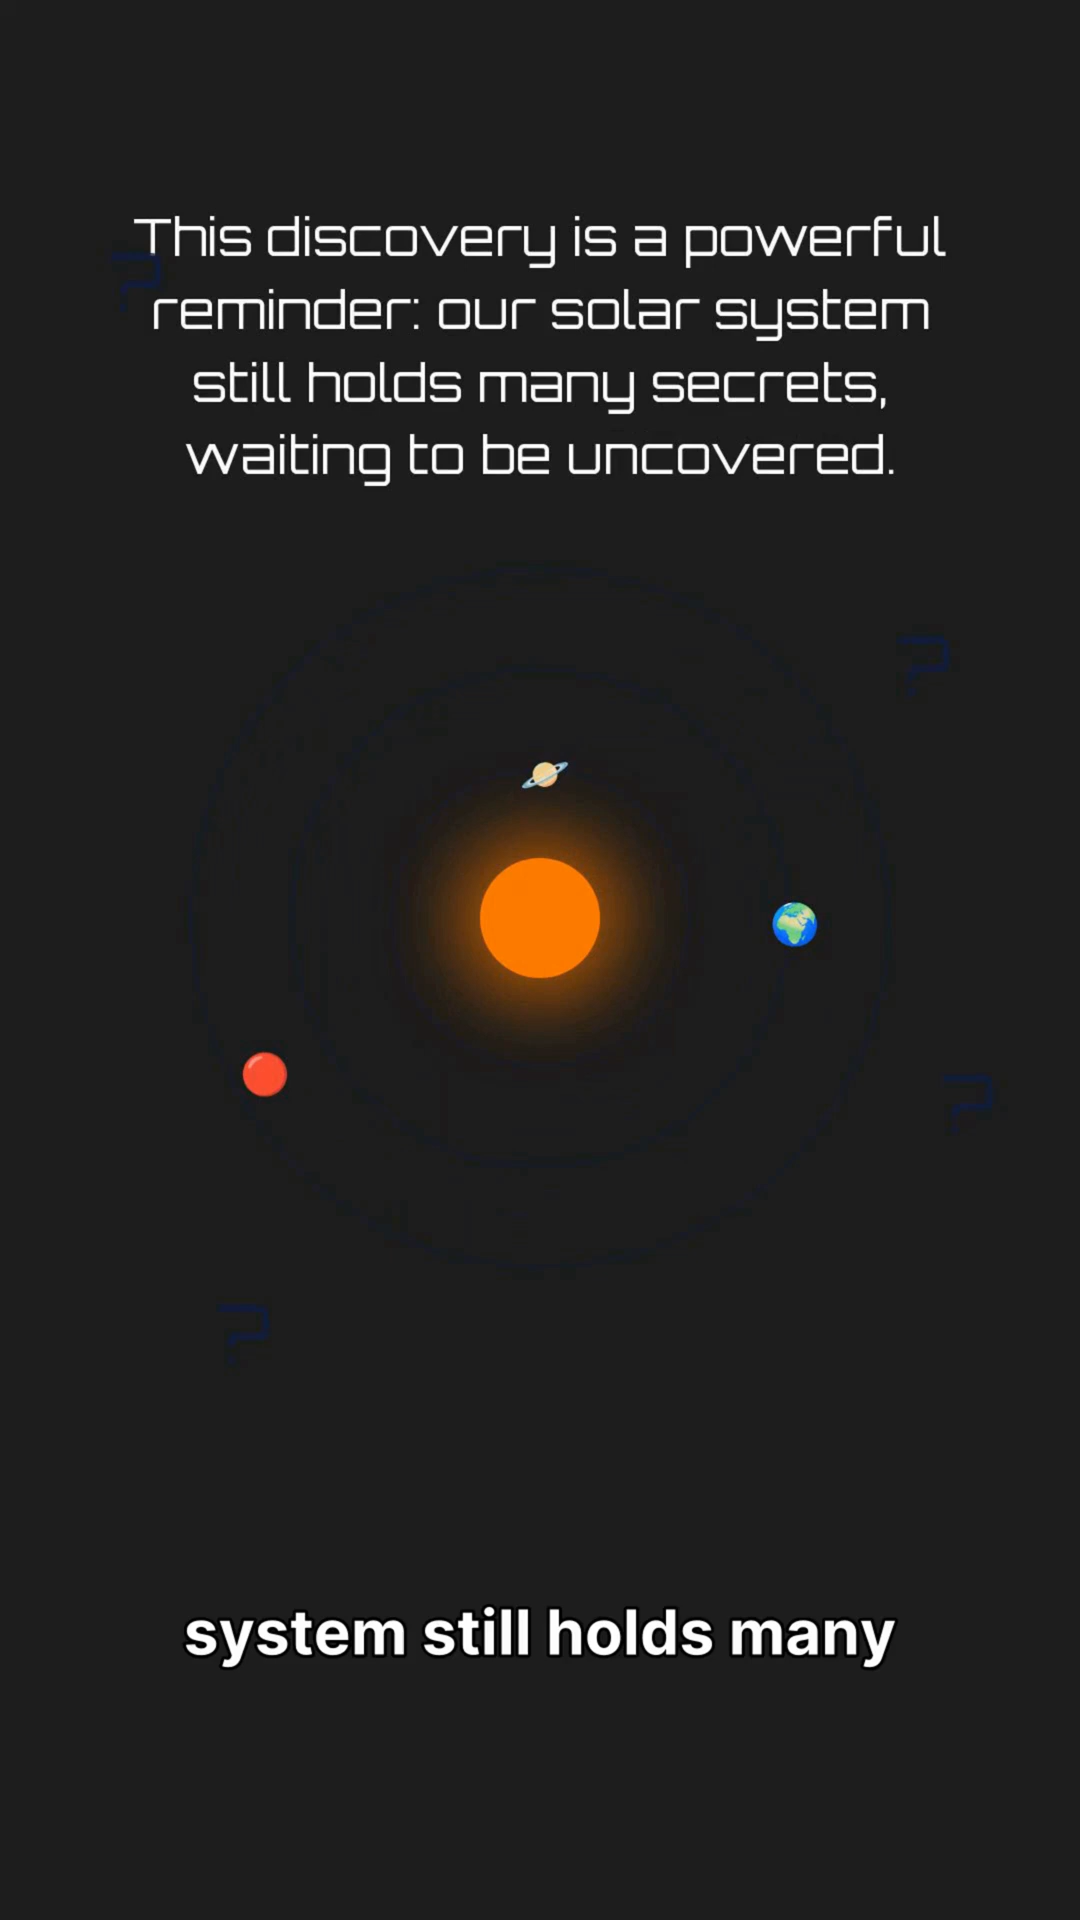 This discovery is a powerful
?
reminder: our solar system
still holds many secrets,
waiting to be uncovered.
?
?
?
system still holds many